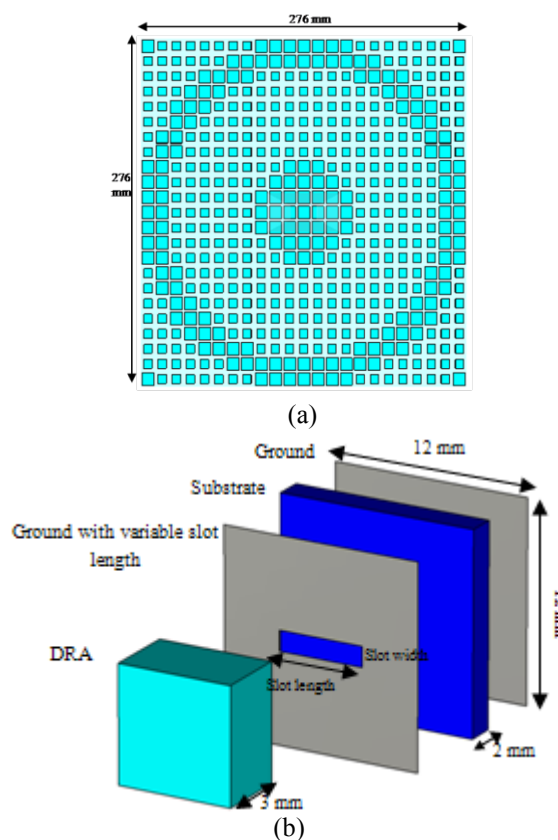 276 mm
276
mm
(a)
Ground
12 mm
Substrate
Ground with variable slot
length
DRA
Slot width
Slot length
2 mm
3 mm
(b)